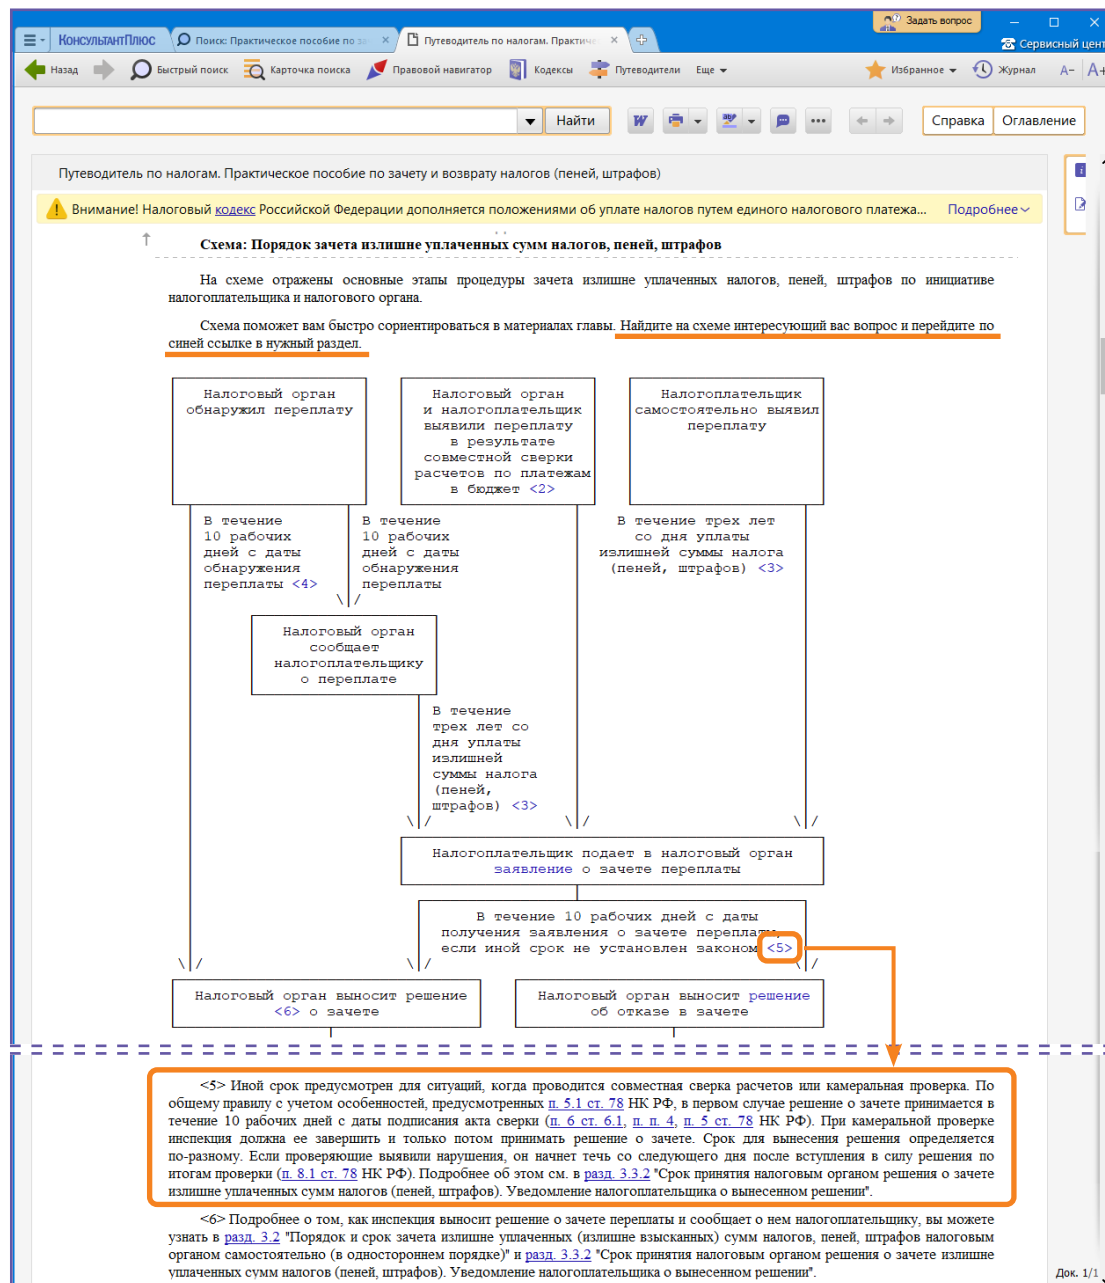 Задать вопрос
КонсультантПлюс
Поиск: Практическое пособие по за
Путеводитель по налогам. Практичес
Сервисный цент
Назад
Быстрый поиск
Карточка поиска
Правовой навигатор
Кодексы
Путеводители
Еще
Избранное
Журнал
A-
A+
Найти
Справка
Оглавление
Путеводитель по налогам. Практическое пособие по зачету и возврату налогов (пеней, штрафов)
Внимание! Налоговый кодекс Российской Федерации дополняется положениями об уплате налогов путем единого налогового платежа...
Подробнее
Схема: Порядок зачета излишне уплаченных сумм налогов, пеней, штрафов
На схеме отражены основные этапы процедуры зачета излишне уплаченных налогов, пеней, штрафов по инициативе
налогоплательщика и налогового органа.
Схема поможет вам быстро сориентироваться в материалах главы. Найдите на схеме интересующий вас вопрос и перейдите по
синей ссылке в нужный раздел.
Налоговый орган
обнаружил переплату
Налоговый орган
и налогоплательщик
выявили переплату
в результате
совместной сверки
расчетов по платежам
в бюджет <2>
Налогоплательщик
самостоятельно выявил
переплату
В течение
10 рабочих
дней с даты
обнаружения
переплаты <4>
В течение
10 рабочих
дней с даты
обнаружения
переплаты
В течение трех лет
со дня уплаты
излишней суммы налога
(пеней, штрафов) <3>
Налоговый орган
сообщает
налогоплательщику
о переплате
В течение
трех лет со
дня уплаты
излишней
суммы налога
(пеней,
штрафов) <3>
Налогоплательщик подает в налоговый орган
заявление о зачете переплаты
В течение 10 рабочих дней с даты
получения заявления о зачете переплаты,
если иной срок не установлен законом <5>
Налоговый орган выносит решение
<6> о зачете
Налоговый орган выносит решение
об отказе в зачете
<5> Иной срок предусмотрен для ситуаций, когда проводится совместная сверка расчетов или камеральная проверка. По
общему правилу с учетом особенностей, предусмотренных п. 5.1 ст. 78 НК РФ, в первом случае решение о зачете принимается в
течение 10 рабочих дней с даты подписания акта сверки (п. 6 ст. 6.1, п. п. 4, п. 5 ст. 78 НК РФ). При камеральной проверке
инспекция должна ее завершить и только потом принимать решение о зачете. Срок для вынесения решения определяется
по-разному. Если проверяющие выявили нарушения, он начнет течь со следующего дня после вступления в силу решения по
итогам проверки (п. 8.1 ст. 78 НК РФ). Подробнее об этом см. в разд. 3.3.2 "Срок принятия налоговым органом решения о зачете
излишне уплаченных сумм налогов (пеней, штрафов). Уведомление налогоплательщика о вынесенном решении".
<6> Подробнее о том, как инспекция выносит решение о зачете переплаты и сообщает о нем налогоплательщику, вы можете
узнать в разд. 3.2 "Порядок и срок зачета излишне уплаченных (излишне взысканных) сумм налогов, пеней, штрафов налоговым
органом самостоятельно (в одностороннем порядке)" и разд. 3.3.2 "Срок принятия налоговым органом решения о зачете излишне
уплаченных сумм налогов (пеней, штрафов). Уведомление налогоплательщика о вынесенном решении".
Док. 1/1